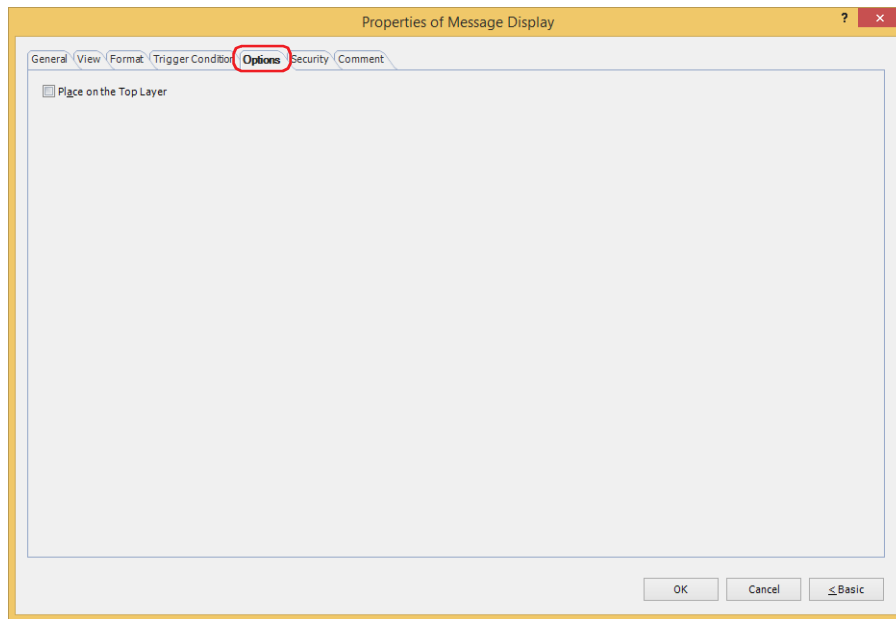 Properties of Message Display ? ×
General View Format Trigger Condition Options Security Comment
Place on the Top Layer
OK Cancel < Basic